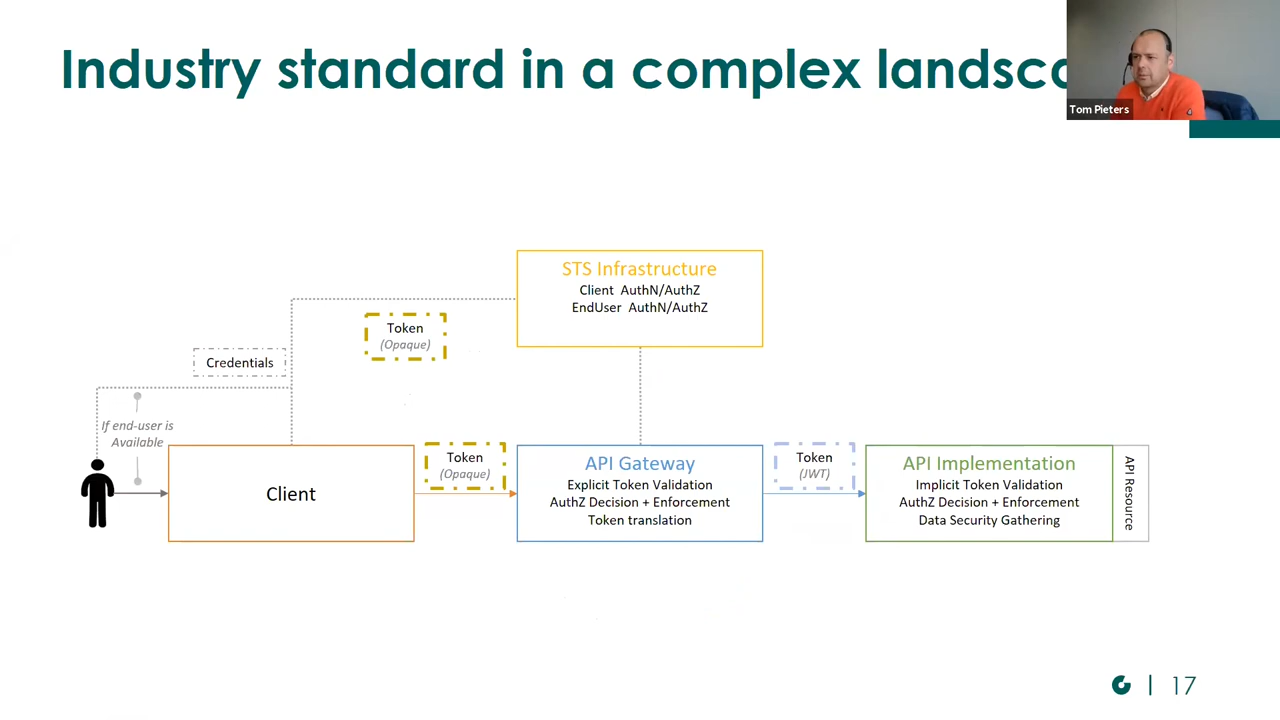 Industry standard in a complex landsca
Tom Pieters
STS Infrastructure
Client AuthN/AuthZ
EndUser AuthN/AuthZ
Token
(Opaque)
Credentials
If end-user is
Available
Client
Token
(Opaque)
API Gateway
Explicit Token Validation
AuthZ Decision + Enforcement
Token translation
Token
(JWT)
API Implementation
Implicit Token Validation
AuthZ Decision + Enforcement
Data Security Gathering
API Resource
17